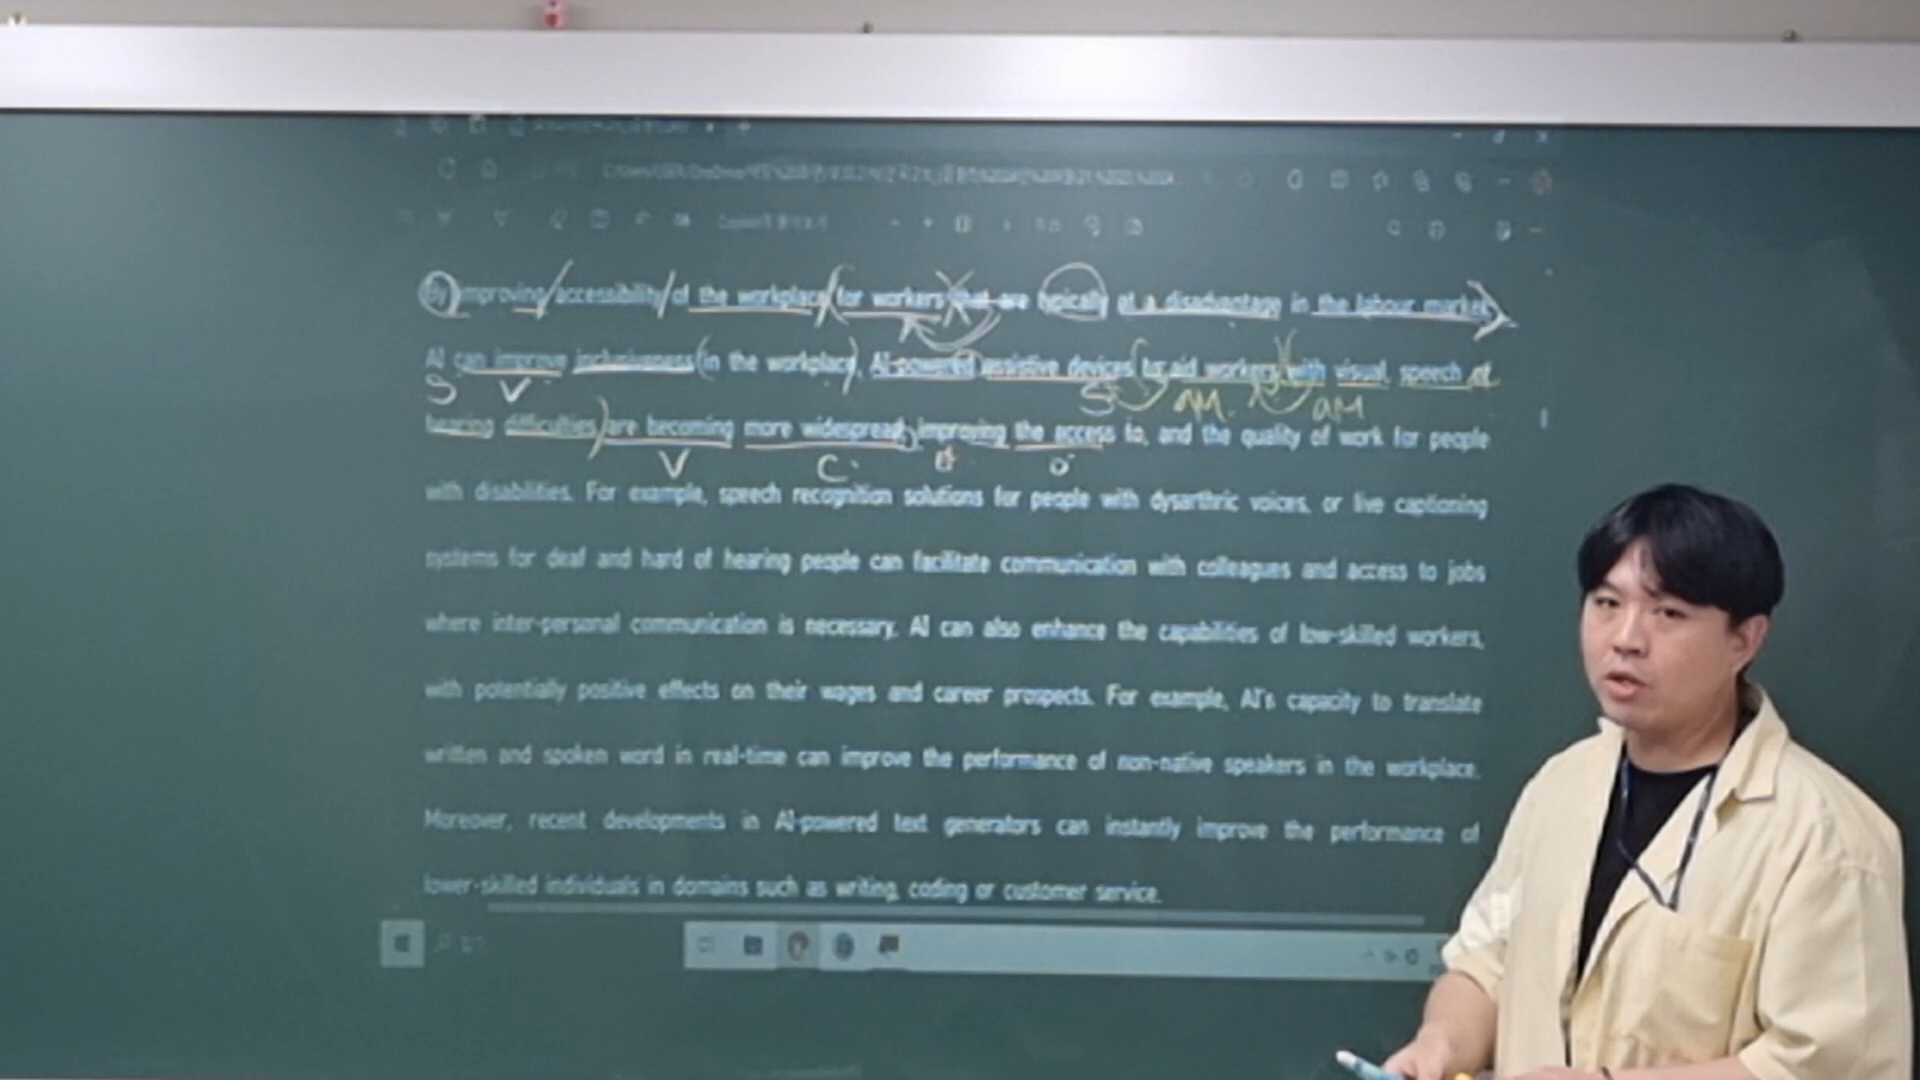 By improving accessibility of the workplace for workers that are typically at a disadvantage in the labour market,
AI can improve inclusiveness in the workplace. AI-powered assistive devices to aid workers with visual, speech or
S V S
hearing difficulties are becoming more widespread, improving the access to, and the quality of work for people
V C O
with disabilities. For example, speech recognition solutions for people with dysarthric voices, or live captioning
systems for deaf and hard of hearing people can facilitate communication with colleagues and access to jobs
where inter-personal communication is necessary. AI can also enhance the capabilities of low-skilled workers,
with potentially positive effects on their wages and career prospects. For example, AI's capacity to translate
written and spoken word in real-time can improve the performance of non-native speakers in the workplace.
Moreover, recent developments in AI-powered text generators can instantly improve the performance of
lower-skilled individuals in domains such as writing, coding or customer service.